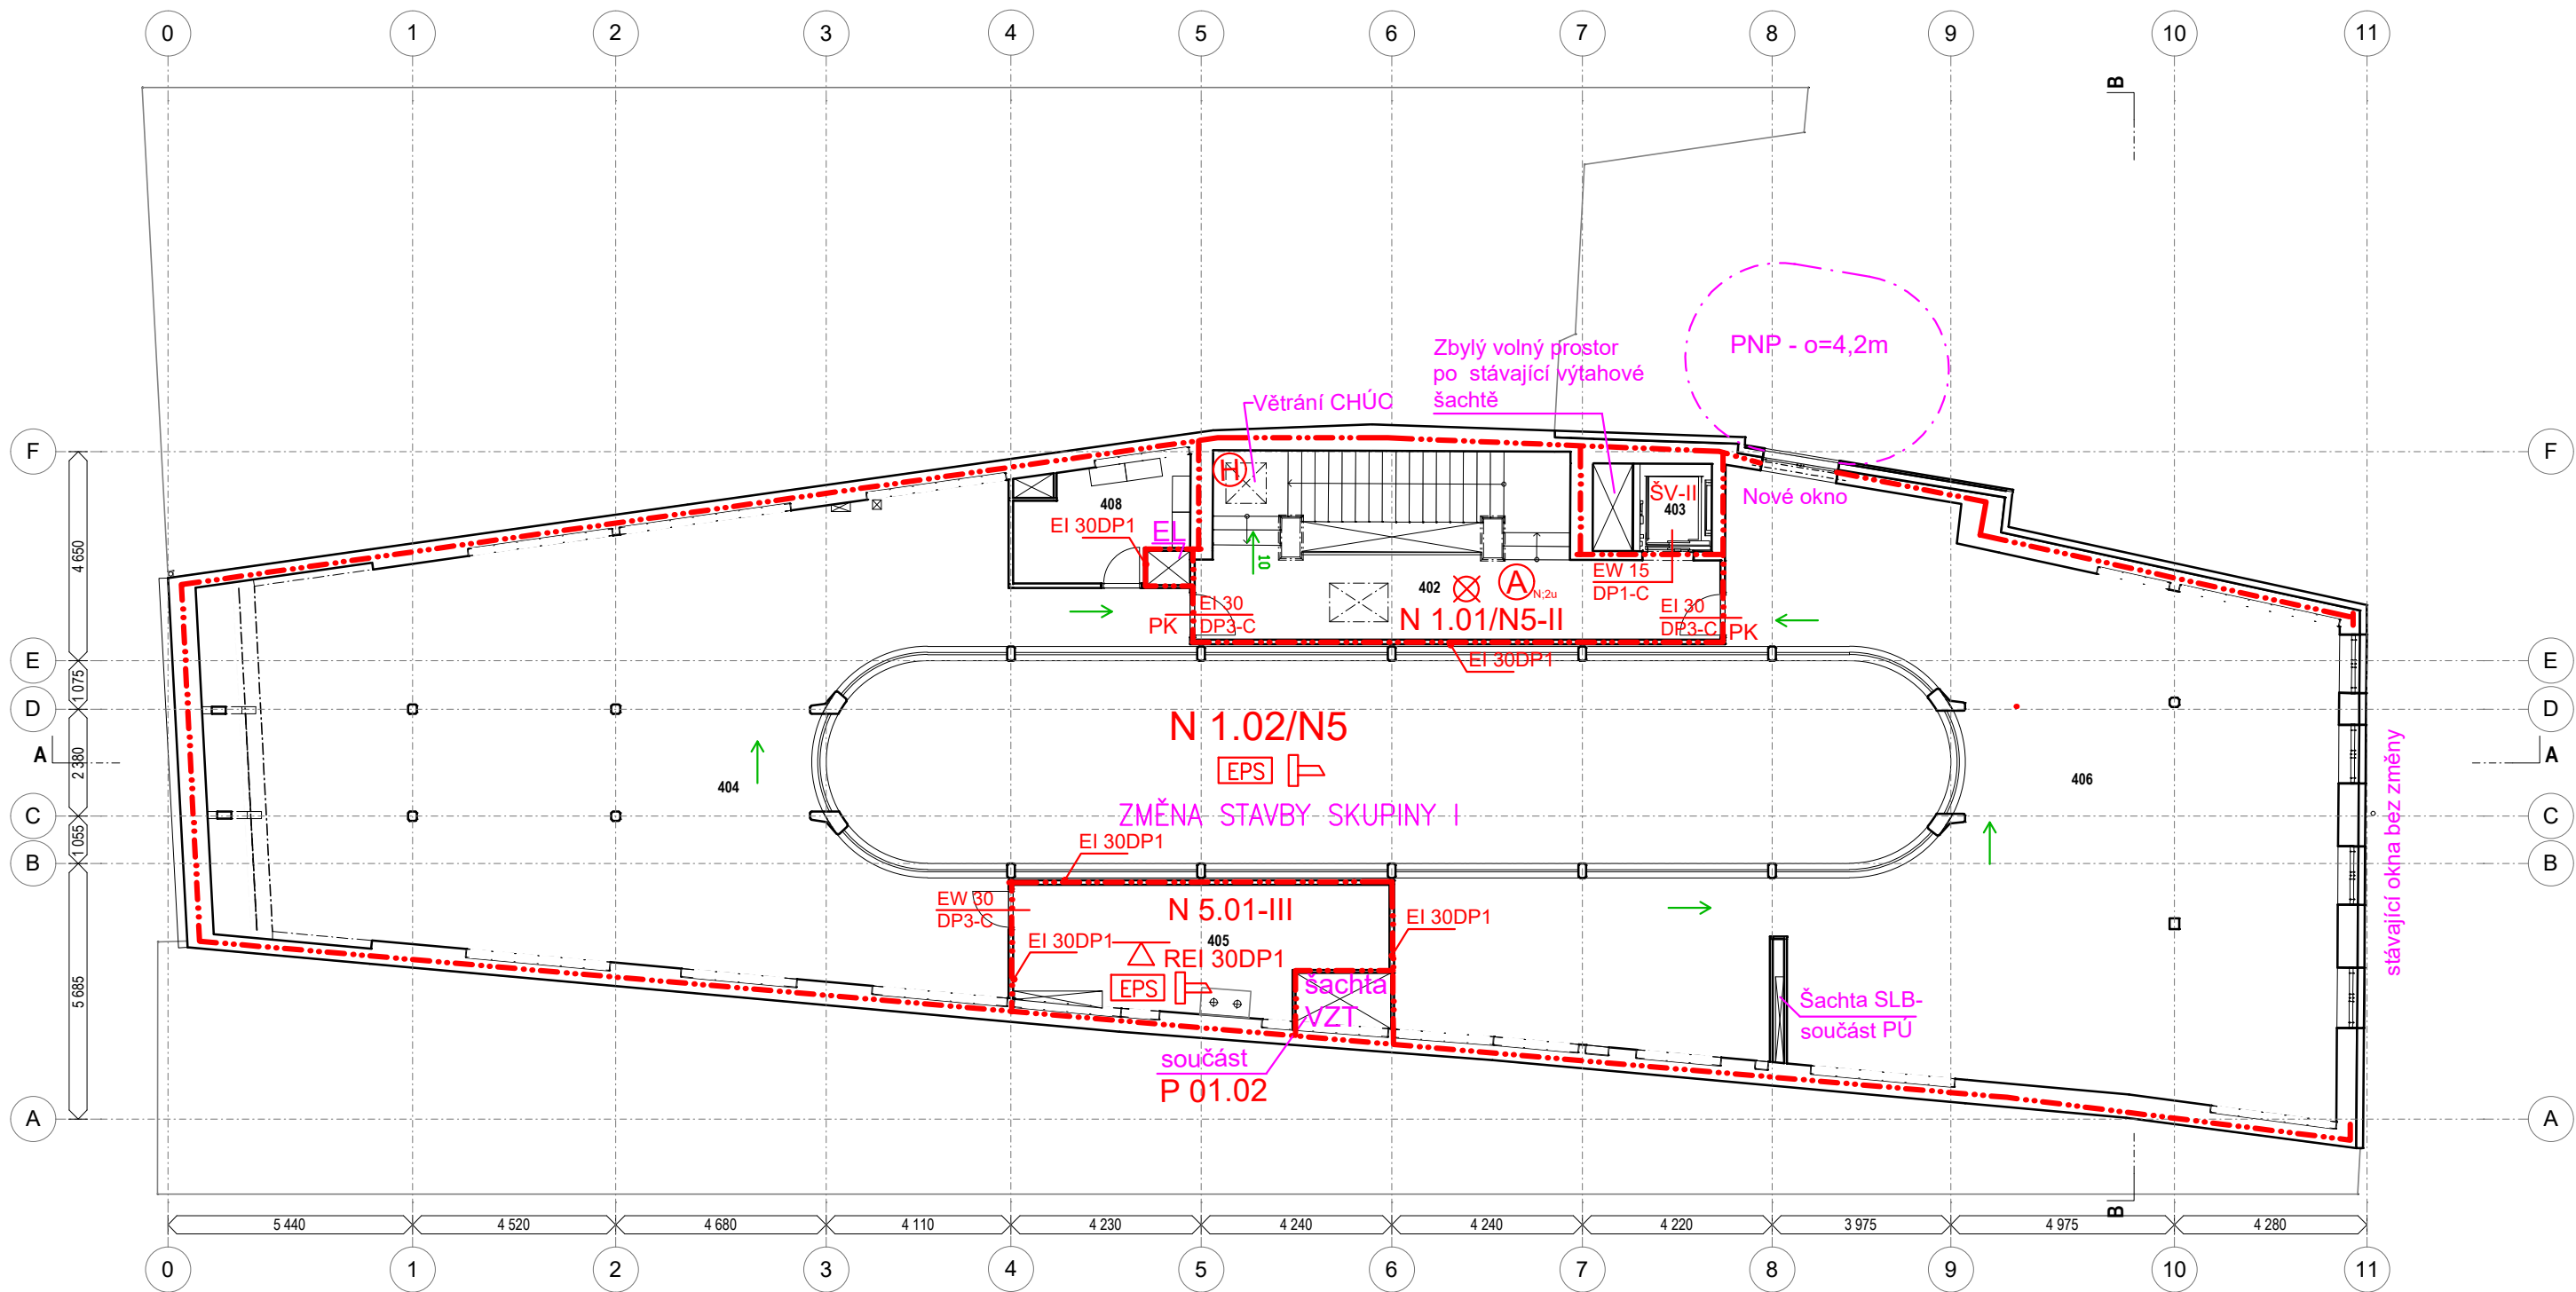 0 1 2 3 4 5 6 7 8 9 10 11
B
Zbylý volný prostor
po stávající výtahové
šachtě
PNP - o=4,2m
Větrání CHÚC
F
F
H
408
EI 30DP1
EL
ŠV-II
403
Nové okno
4 650
10
402
A
N;2u
EW 15
DP1-C
N 1.01/N5-II
PK
EI 30
DP3-C
EI 30
DP3-C
PK
EI 30DP1
E
E
1 075
D
D
N 1.02/N5
A
2 380
EPS
A
404
406
ZMĚNA STAVBY SKUPINY I
stávající okna bez změny
C
C
1 055
EI 30DP1
B
B
EW 30
DP3-C
N 5.01-III
EI 30DP1
405
EI 30DP1
REI 30DP1
EPS
šachta
VZT
5 685
Šachta SLB-
součást PÚ
součást
P 01.02
A
A
B
5 440 4 520 4 680 4 110 4 230 4 240 4 240 4 220 3 975 4 975 4 280
0 1 2 3 4 5 6 7 8 9 10 11